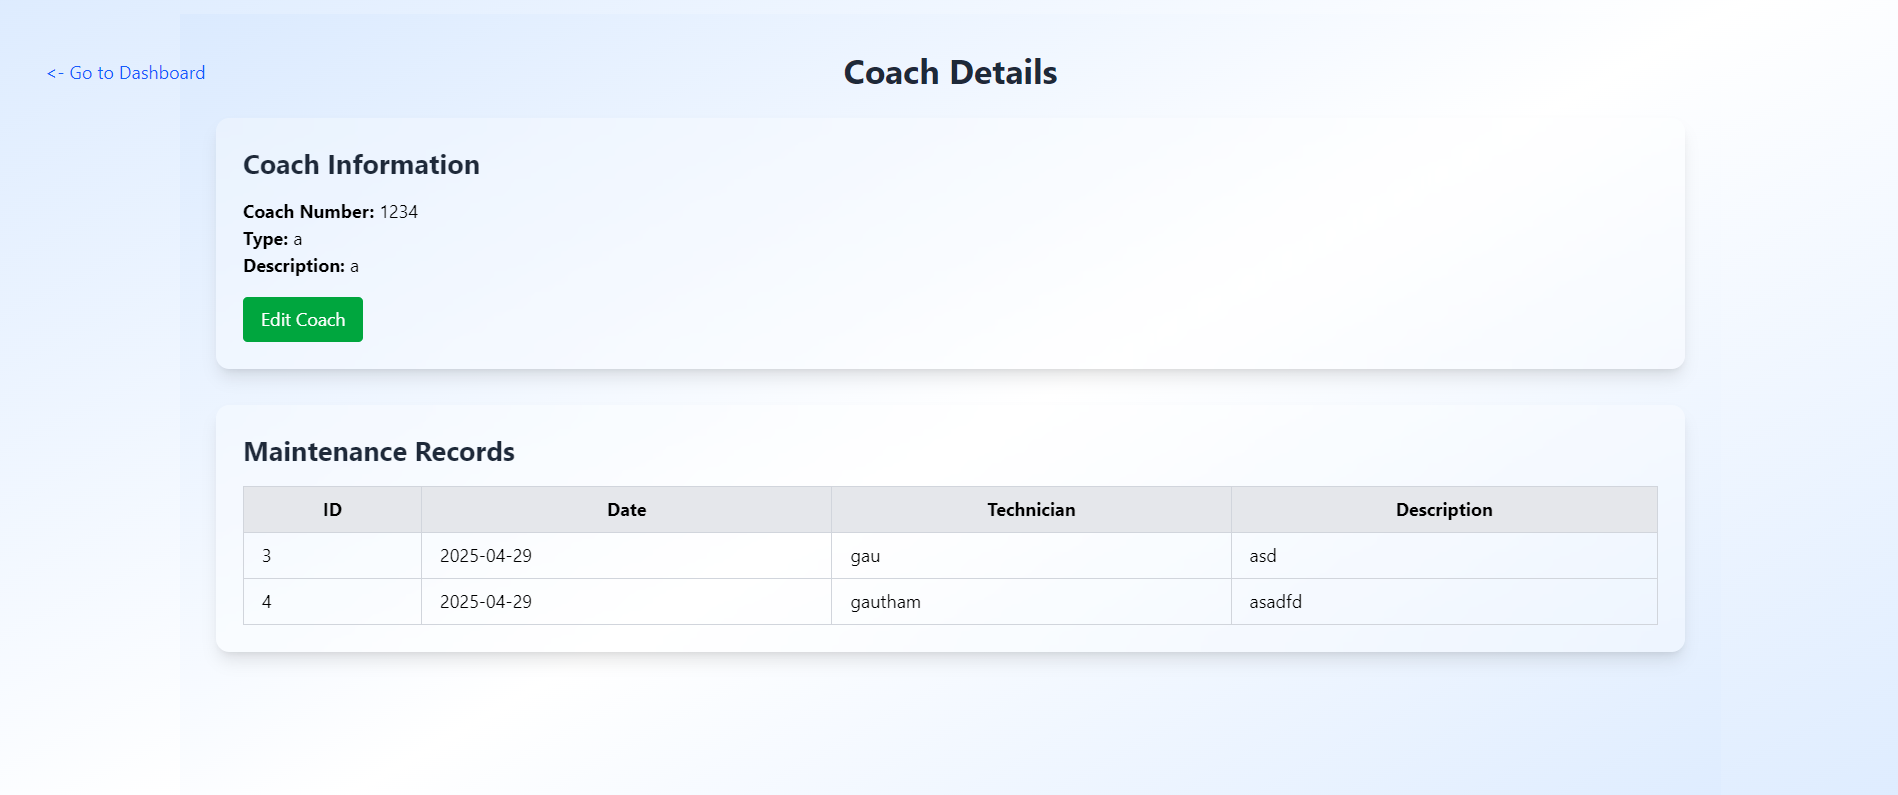 <- Go to Dashboard
Coach Details
Coach Information
Coach Number: 1234
Type: a
Description: a
Edit Coach
Maintenance Records
ID Date Technician Description
3 2025-04-29 gau asd
4 2025-04-29 gautham asadfd